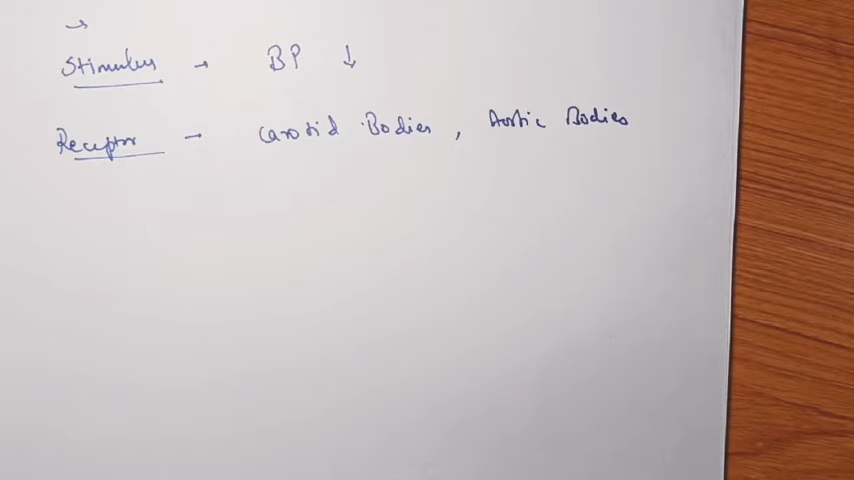 →
Stimulus → BP ↓
Receptor → Carotid Bodies, Aortic Bodies